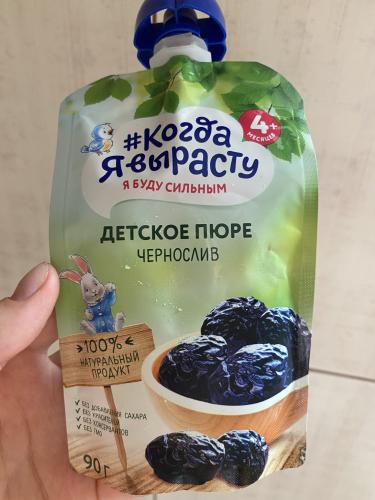 #Когда
Я вырасту
4+
месяцев
Я БУДУ СИЛЬНЫМ
ДЕТСКОЕ ПЮРЕ
ЧЕРНОСЛИВ
100%
НАТУРАЛЬНЫЙ
ПРОДУКТ
✓ БЕЗ ДОБАВЛЕНИЯ САХАРА
✓ БЕЗ КРАСИТЕЛЕЙ
✓ БЕЗ КОНСЕРВАНТОВ
✓ БЕЗ ГМО
90 г